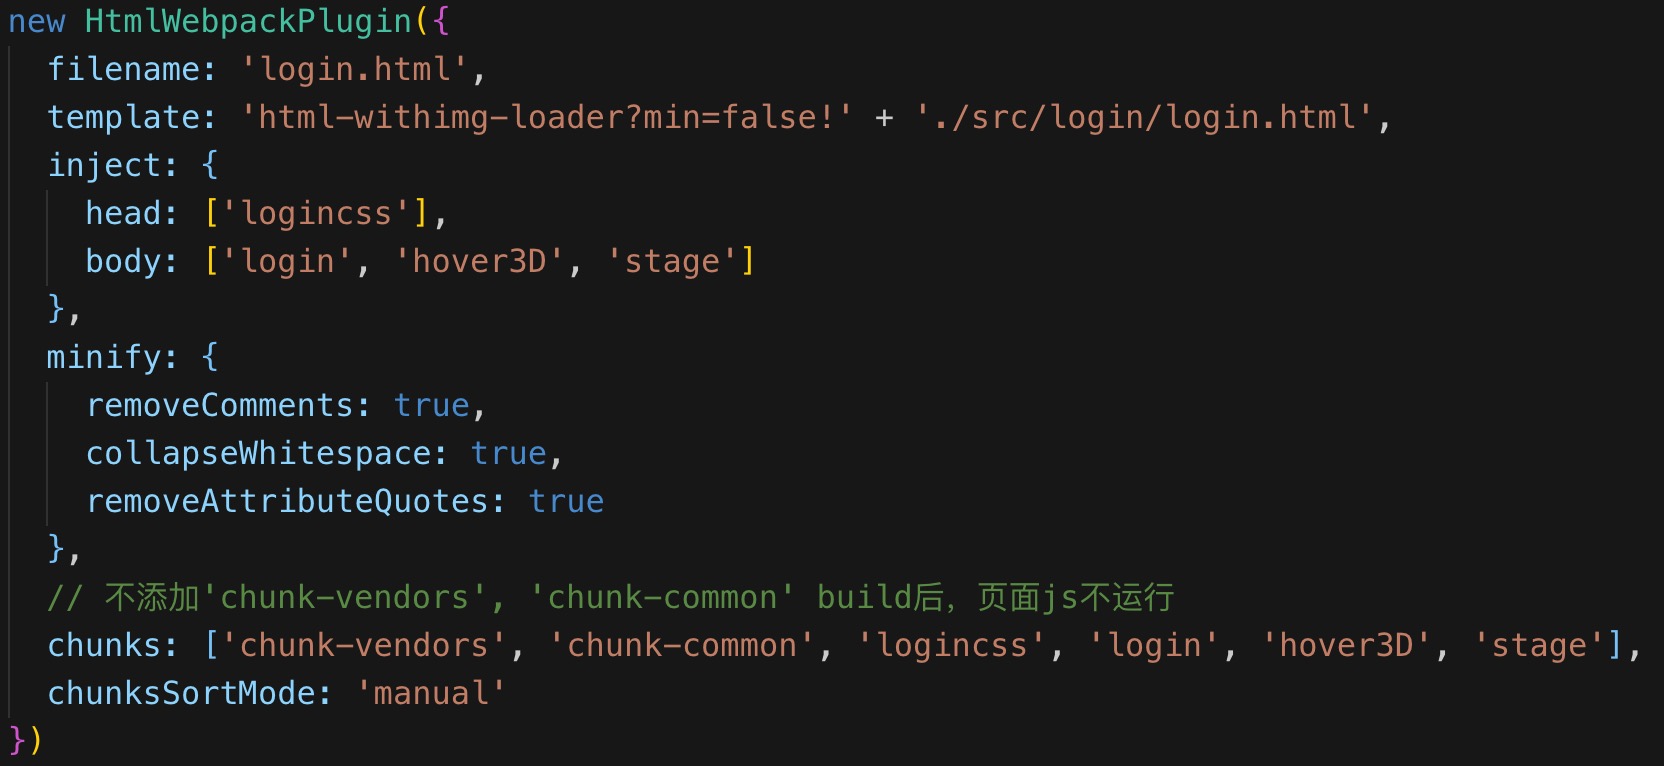 new HtmlWebpackPlugin({
  filename: 'login.html',
  template: 'html-withimg-loader?min=false!' + './src/login/login.html',
  inject: {
    head: ['logincss'],
    body: ['login', 'hover3D', 'stage']
  },
  minify: {
    removeComments: true,
    collapseWhitespace: true,
    removeAttributeQuotes: true
  },
  // 不添加'chunk-vendors', 'chunk-common' build后，页面js不运行
  chunks: ['chunk-vendors', 'chunk-common', 'logincss', 'login', 'hover3D', 'stage'],
  chunksSortMode: 'manual'
})